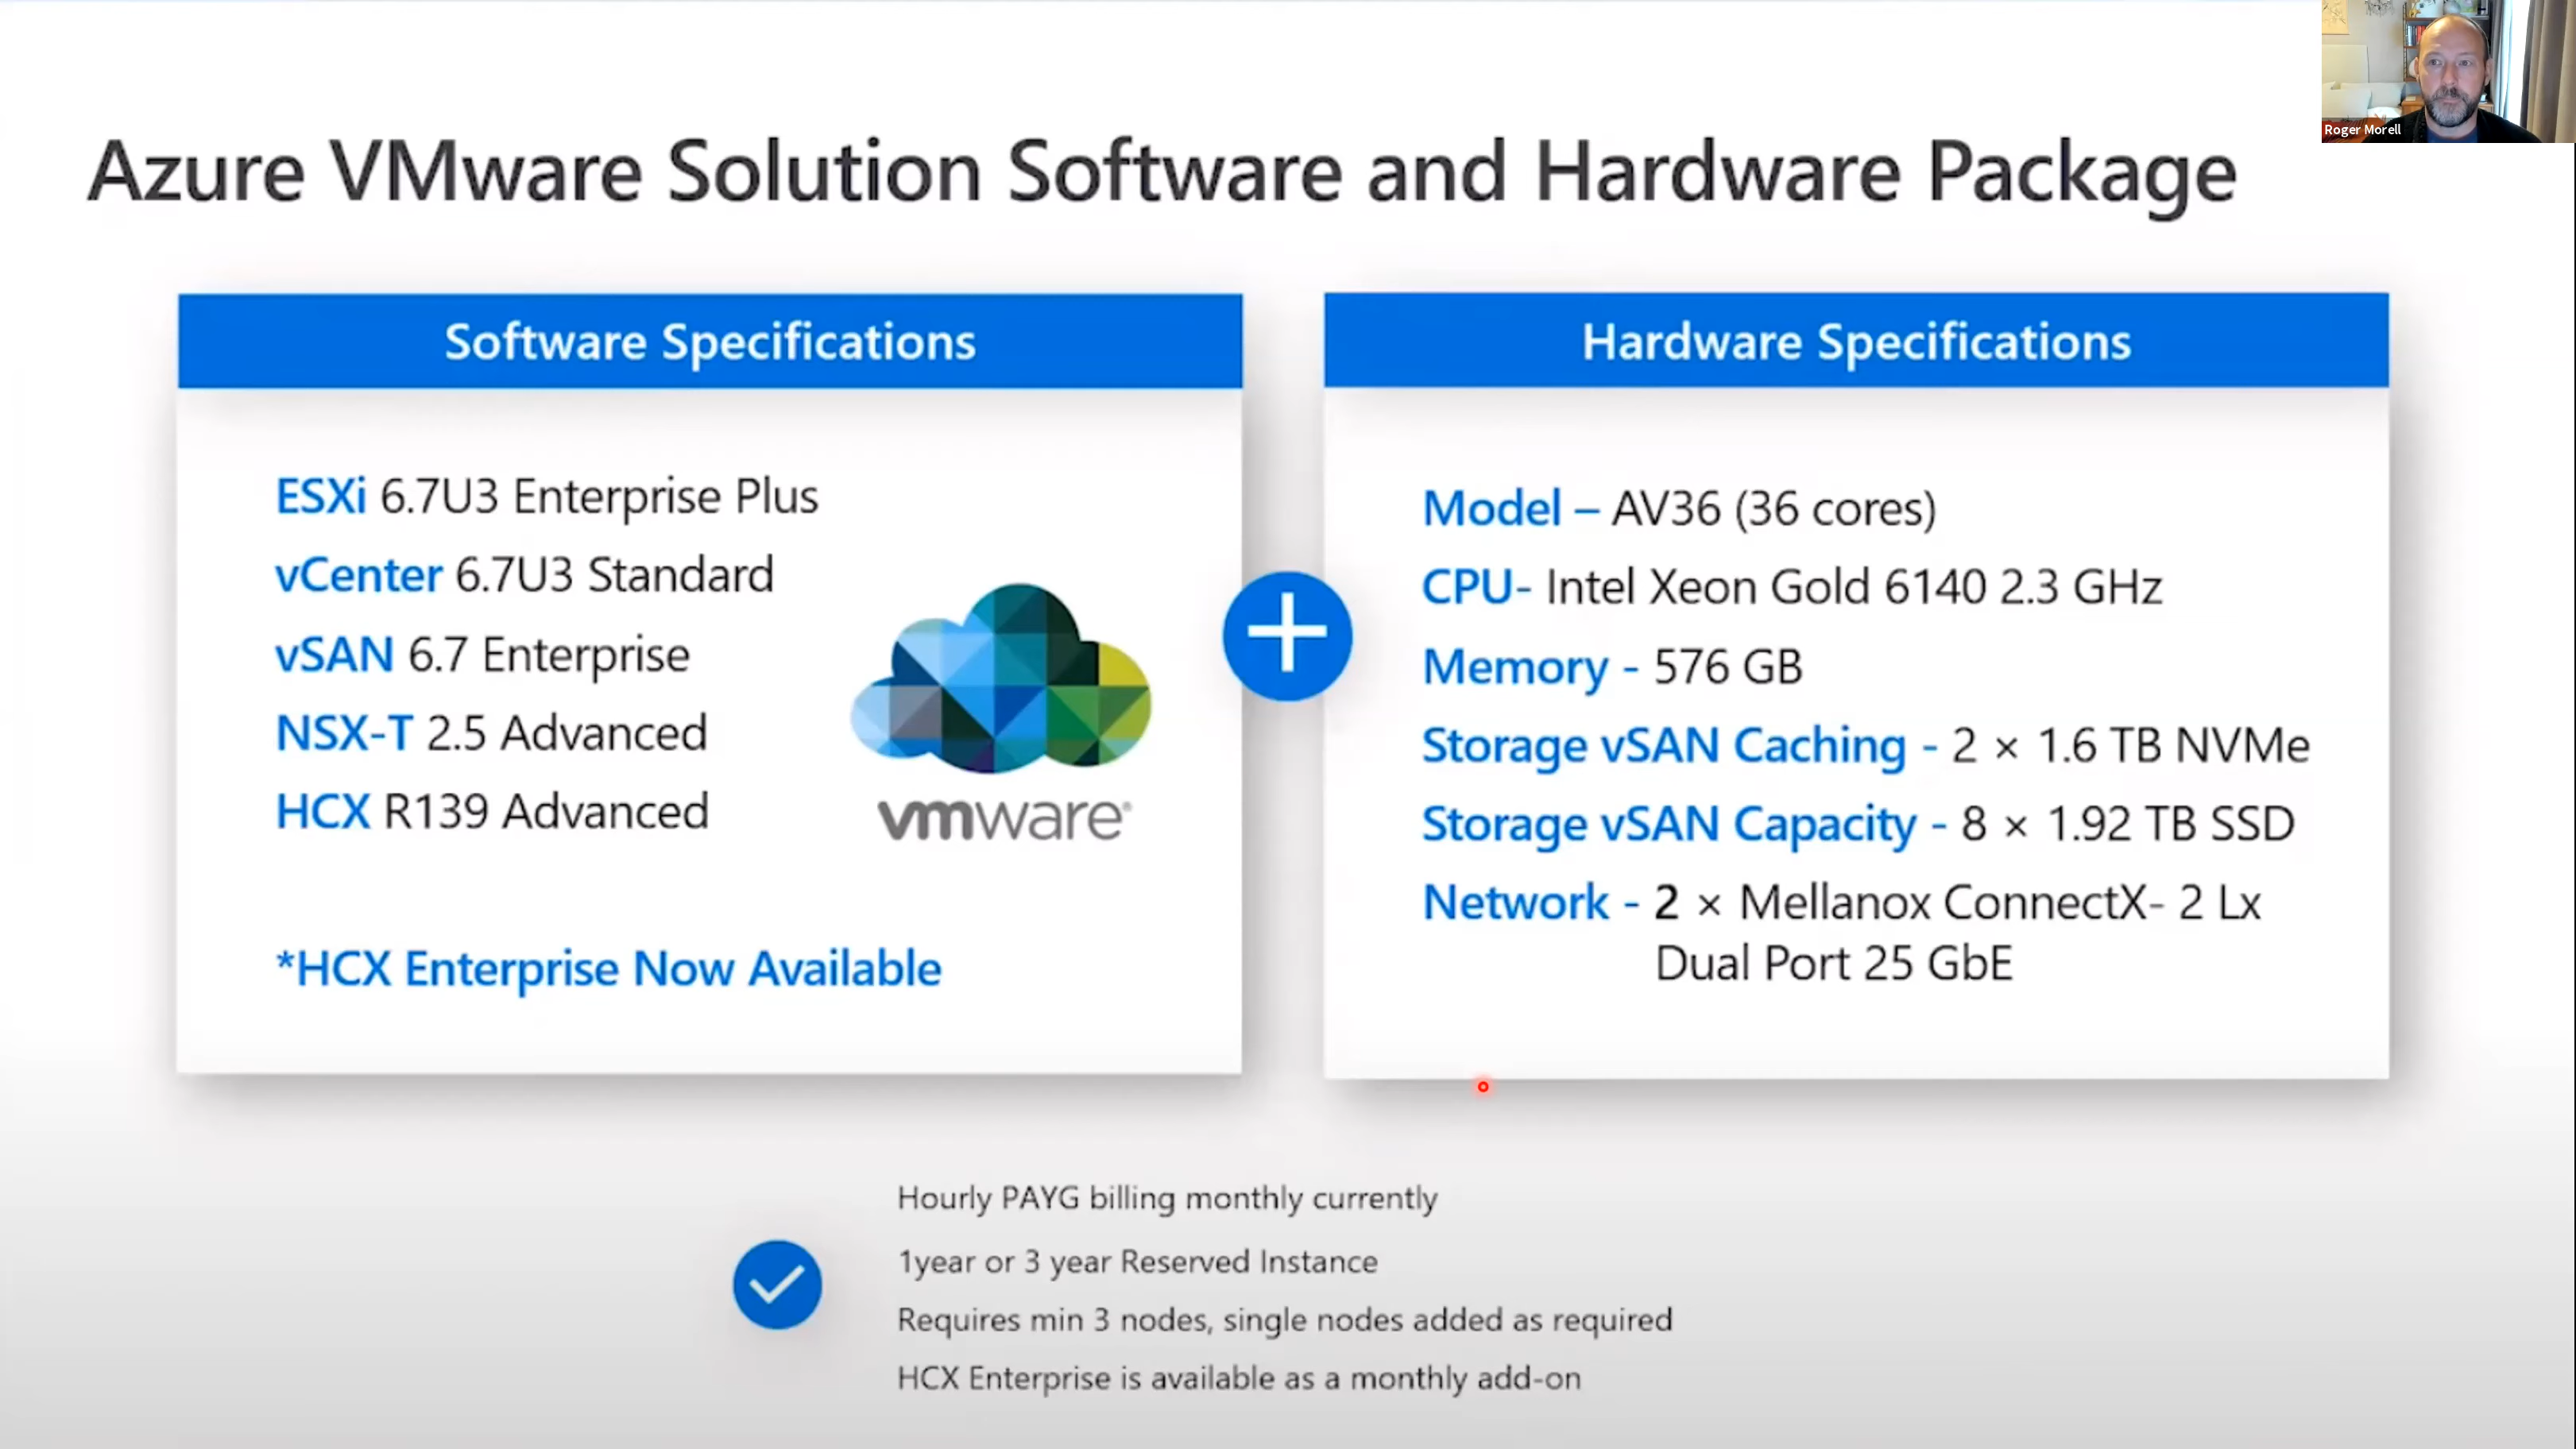 Roger Morell
Azure VMware Solution Software and Hardware Package
Software Specifications
ESXi 6.7U3 Enterprise Plus
vCenter 6.7U3 Standard
vSAN 6.7 Enterprise
NSX-T 2.5 Advanced
HCX R139 Advanced
vmware®
*HCX Enterprise Now Available
Hardware Specifications
Model – AV36 (36 cores)
CPU- Intel Xeon Gold 6140 2.3 GHz
Memory - 576 GB
Storage vSAN Caching - 2 × 1.6 TB NVMe
Storage vSAN Capacity - 8 × 1.92 TB SSD
Network - 2 × Mellanox ConnectX- 2 Lx
Dual Port 25 GbE
Hourly PAYG billing monthly currently
1year or 3 year Reserved Instance
Requires min 3 nodes, single nodes added as required
HCX Enterprise is available as a monthly add-on